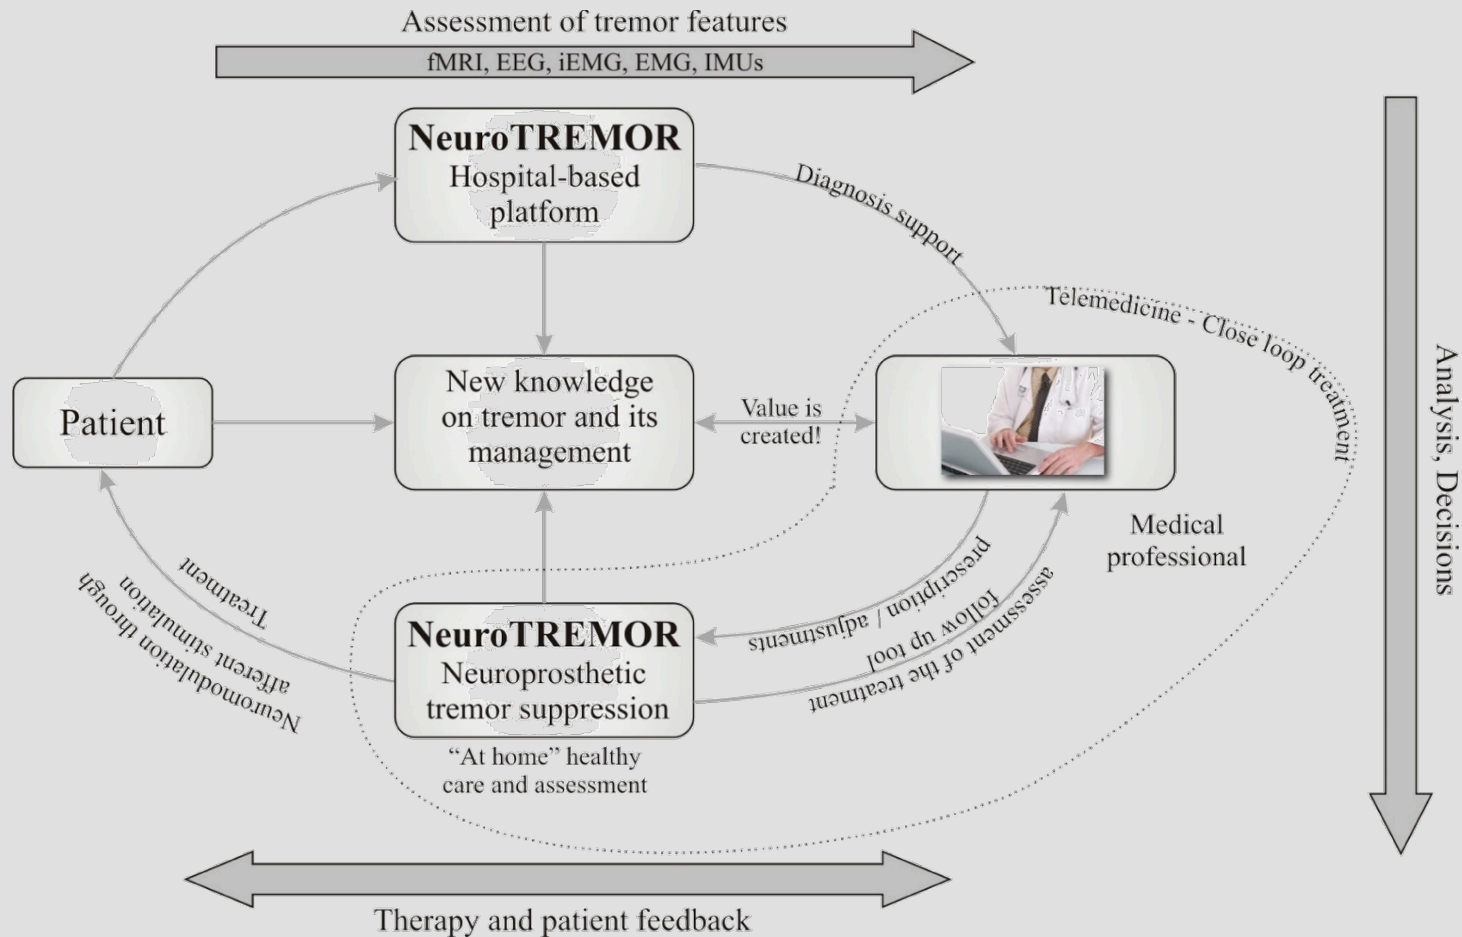 Assessment of tremor features
fMRI, EEG, iEMG, EMG, IMUs
NeuroTREMOR
Hospital-based
platform
Diagnosis support
Telemedicine - Close loop treatment
Patient
New knowledge
on tremor and its
management
Value is
created!
Medical
professional
Analysis, Decisions
Treatment
Neuromodulation through
afferent stimulation
prescription / adjustments
follow up tool
assessment of the treatment
NeuroTREMOR
Neuroprosthetic
tremor suppression
“At home” healthy
care and assessment
Therapy and patient feedback